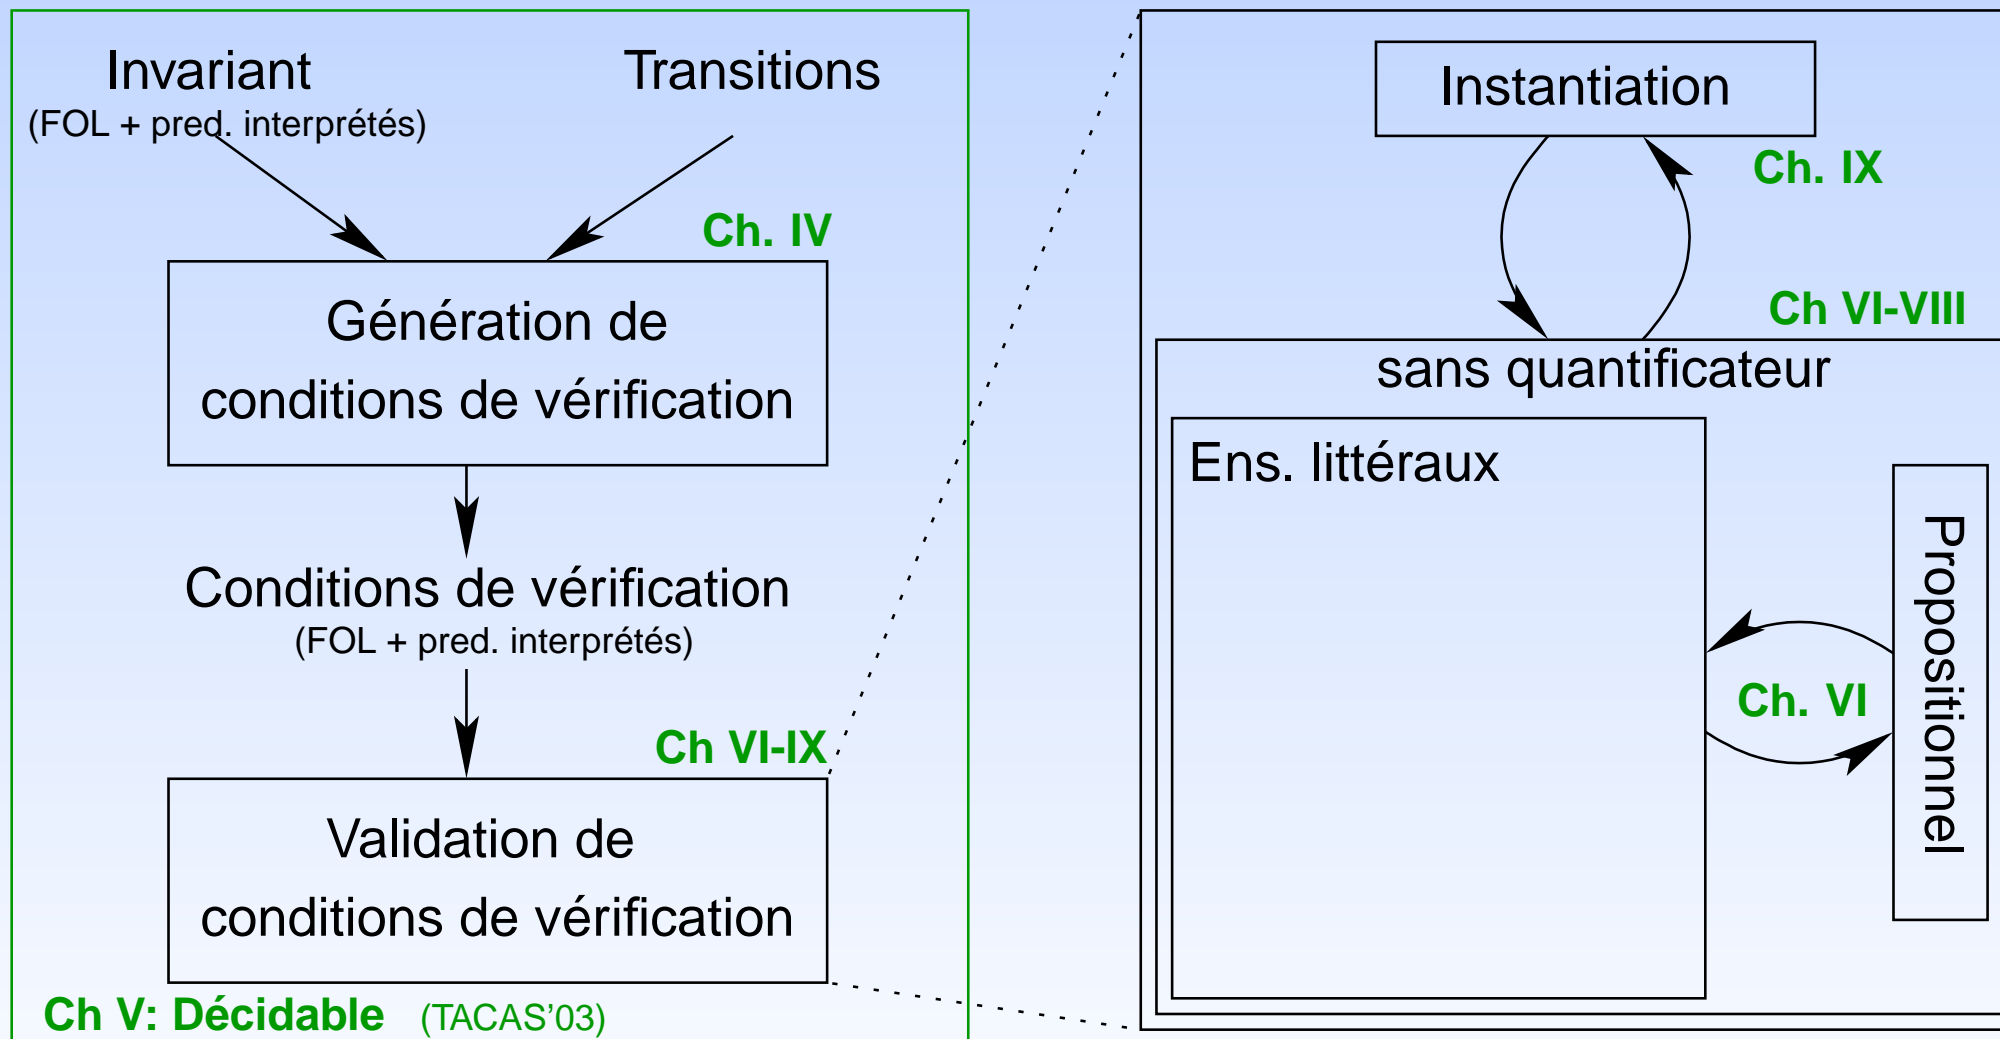 Invariant
(FOL + pred. interprétés)
Transitions
Ch. IV
Génération de
conditions de vérification
Conditions de vérification
(FOL + pred. interprétés)
Ch VI-IX
Validation de
conditions de vérification
Ch V: Décidable (TACAS’03)
Instantiation
Ch. IX
Ch VI-VIII
sans quantificateur
Ens. littéraux
Ch. VI
Propositionnel